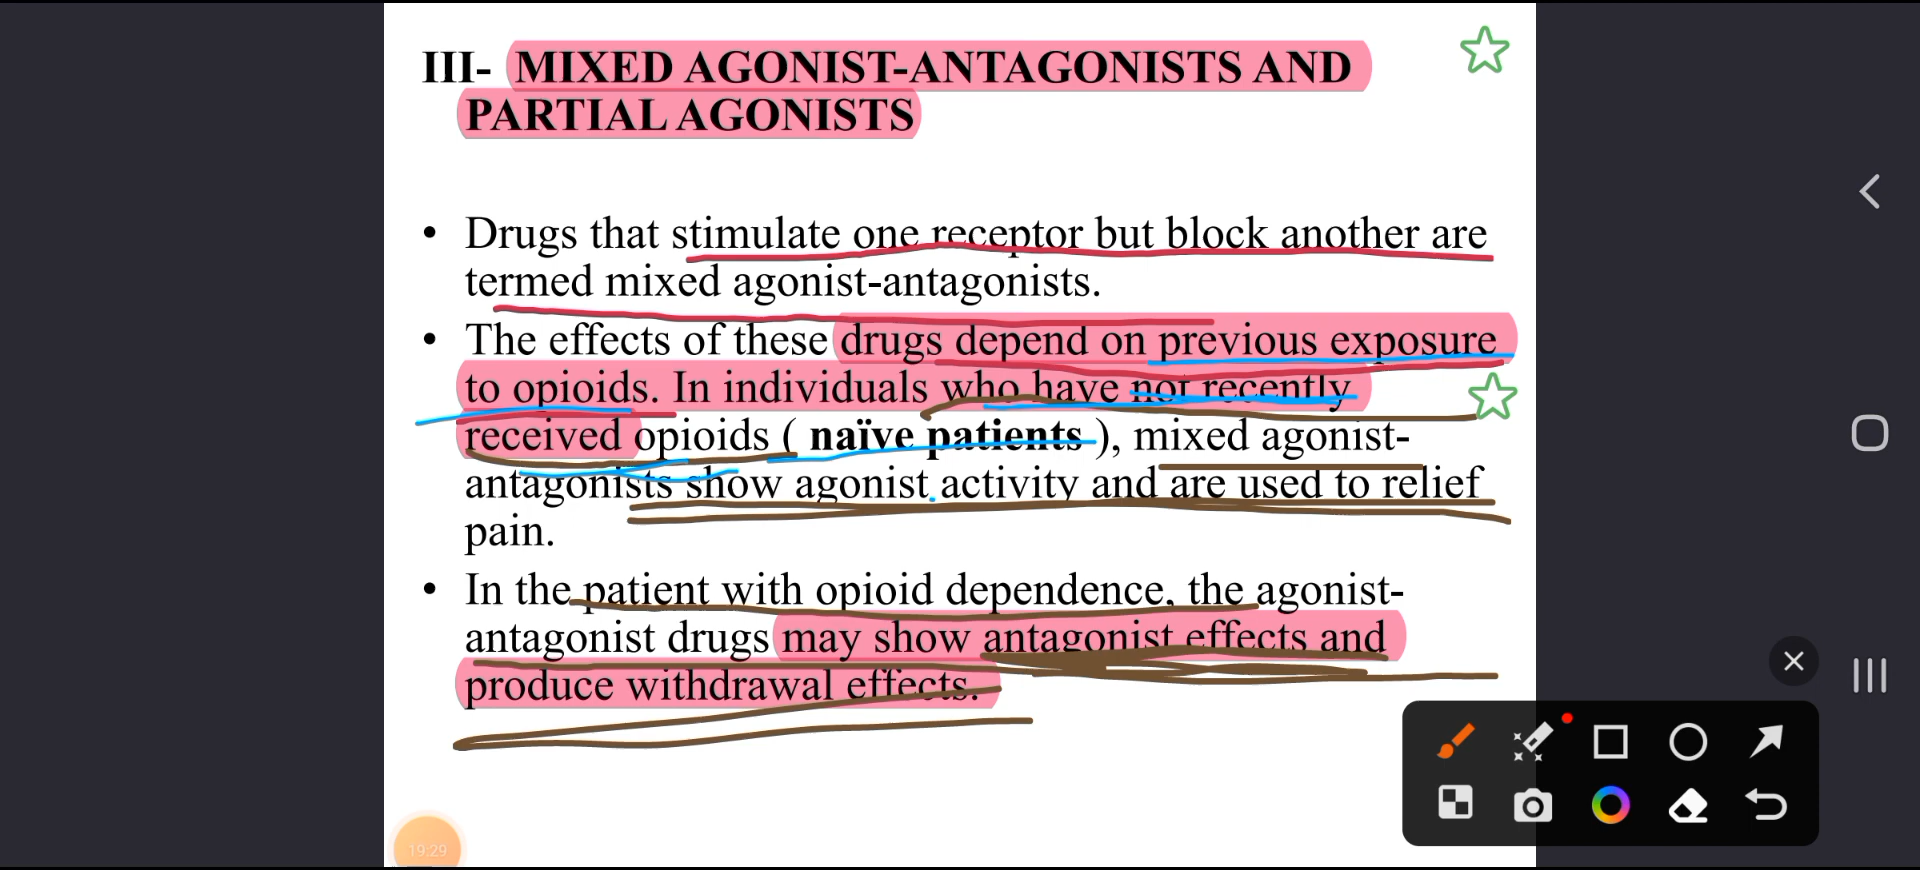 III- MIXED AGONIST-ANTAGONISTS AND
PARTIAL AGONISTS
• Drugs that stimulate one receptor but block another are
termed mixed agonist-antagonists.
• The effects of these drugs depend on previous exposure
to opioids. In individuals who have not recently
received opioids ( naïve patients ), mixed agonist-
antagonists show agonist activity and are used to relief
pain.
• In the patient with opioid dependence, the agonist-
antagonist drugs may show antagonist effects and
produce withdrawal effects.
19:29